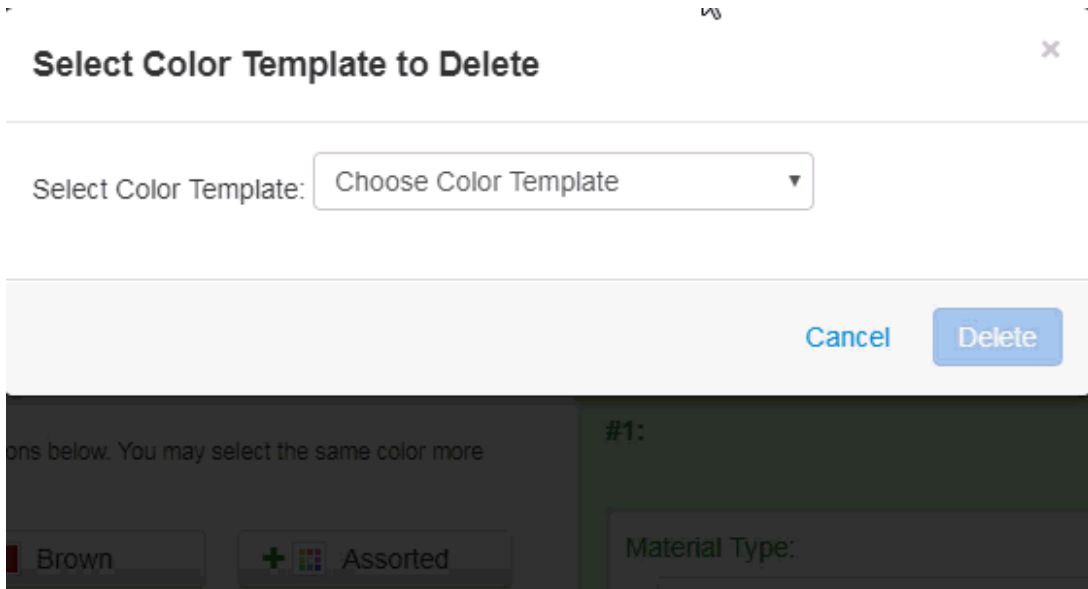 Select Color Template to Delete
×
Select Color Template: Choose Color Template
Cancel Delete
ons below. You may select the same color more
#1:
Brown
Assorted
Material Type: